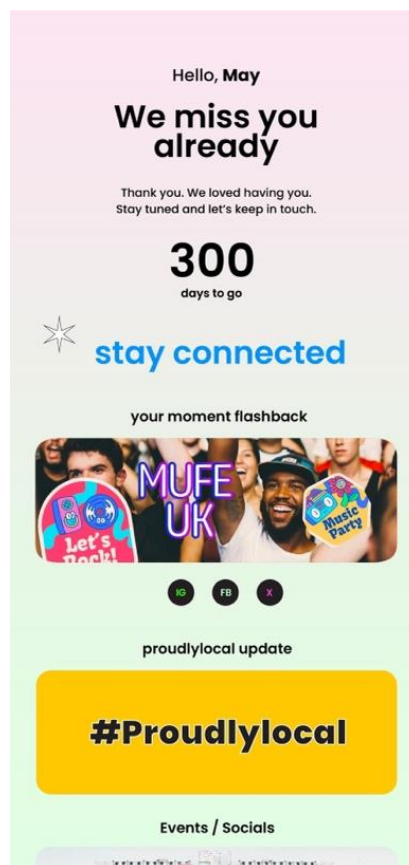 Hello, May
We miss you
already
Thank you. We loved having you.
Stay tuned and let's keep in touch.
300
days to go
stay connected
your moment flashback
MUFE
UK
Let's
Rock!
Music
Party
IG FB X
proudlylocal update
#Proudlylocal
Events / Socials